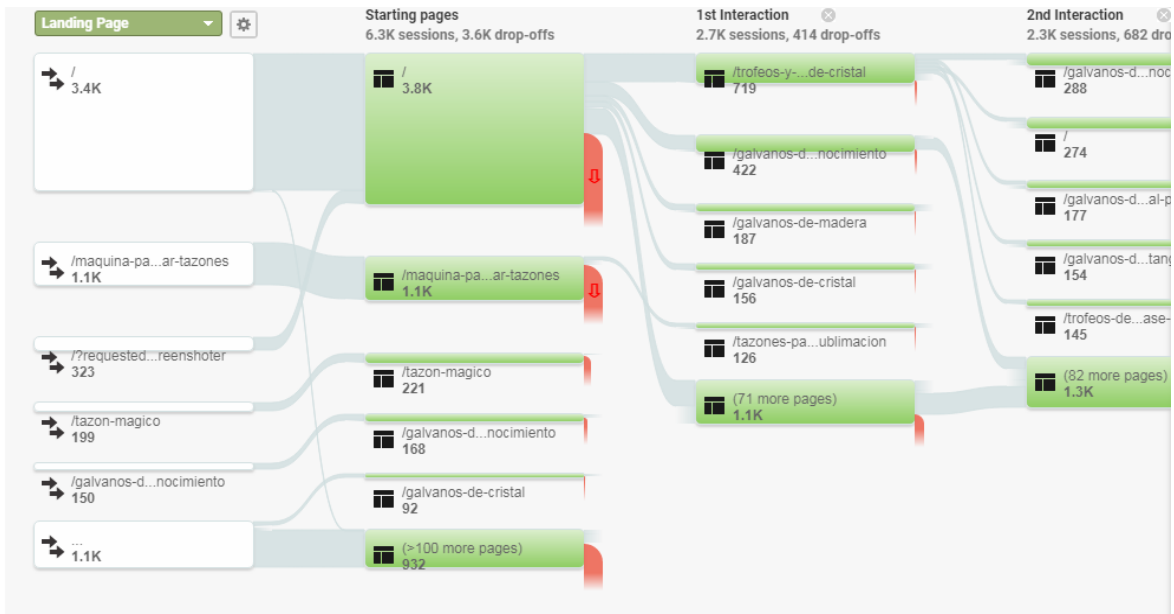 Landing Page
/
3.4K
/maquina-pa...ar-tazones
1.1K
/?requested...reenshoter
323
/tazon-magico
199
/galvanos-d...nocimiento
150
...
1.1K
Starting pages
6.3K sessions, 3.6K drop-offs
/
3.8K
/maquina-pa...ar-tazones
1.1K
/tazon-magico
221
/galvanos-d...nocimiento
168
/galvanos-de-cristal
92
(>100 more pages)
932
1st Interaction
2.7K sessions, 414 drop-offs
/trofeos-y-...de-cristal
719
/galvanos-d...nocimiento
422
/galvanos-de-madera
187
/galvanos-de-cristal
156
/tazones-pa...ublimacion
126
(71 more pages)
1.1K
2nd Interaction
2.3K sessions, 682 dro
/galvanos-d...noc
288
/
274
/galvanos-d...al-p
177
/galvanos-d...tang
154
/trofeos-de...ase-
145
(82 more pages)
1.3K